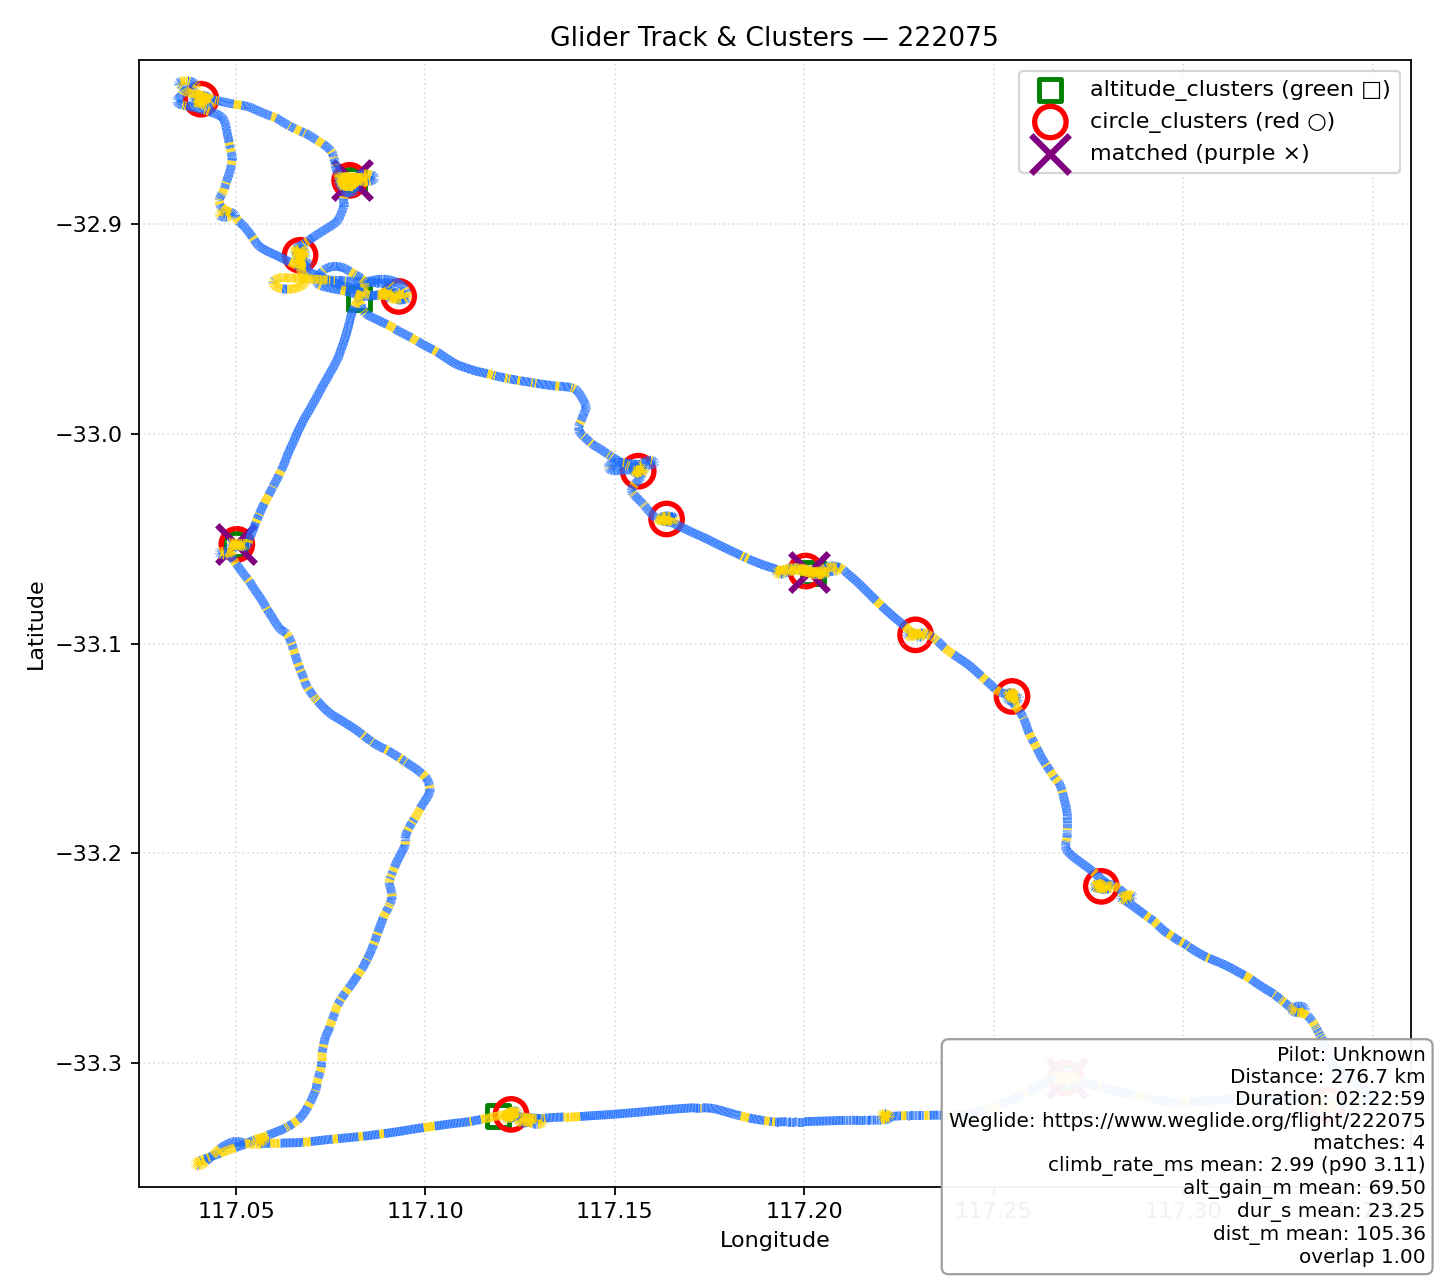 Glider Track & Clusters — 222075
altitude_clusters (green □)
circle_clusters (red ○)
matched (purple ×)
Latitude
−32.9
−33.0
−33.1
−33.2
−33.3
117.05
117.10
117.15
117.20
117.25
117.30
Longitude
Pilot: Unknown
Distance: 276.7 km
Duration: 02:22:59
Weglide: https://www.weglide.org/flight/222075
matches: 4
climb_rate_ms mean: 2.99 (p90 3.11)
alt_gain_m mean: 69.50
dur_s mean: 23.25
dist_m mean: 105.36
overlap 1.00